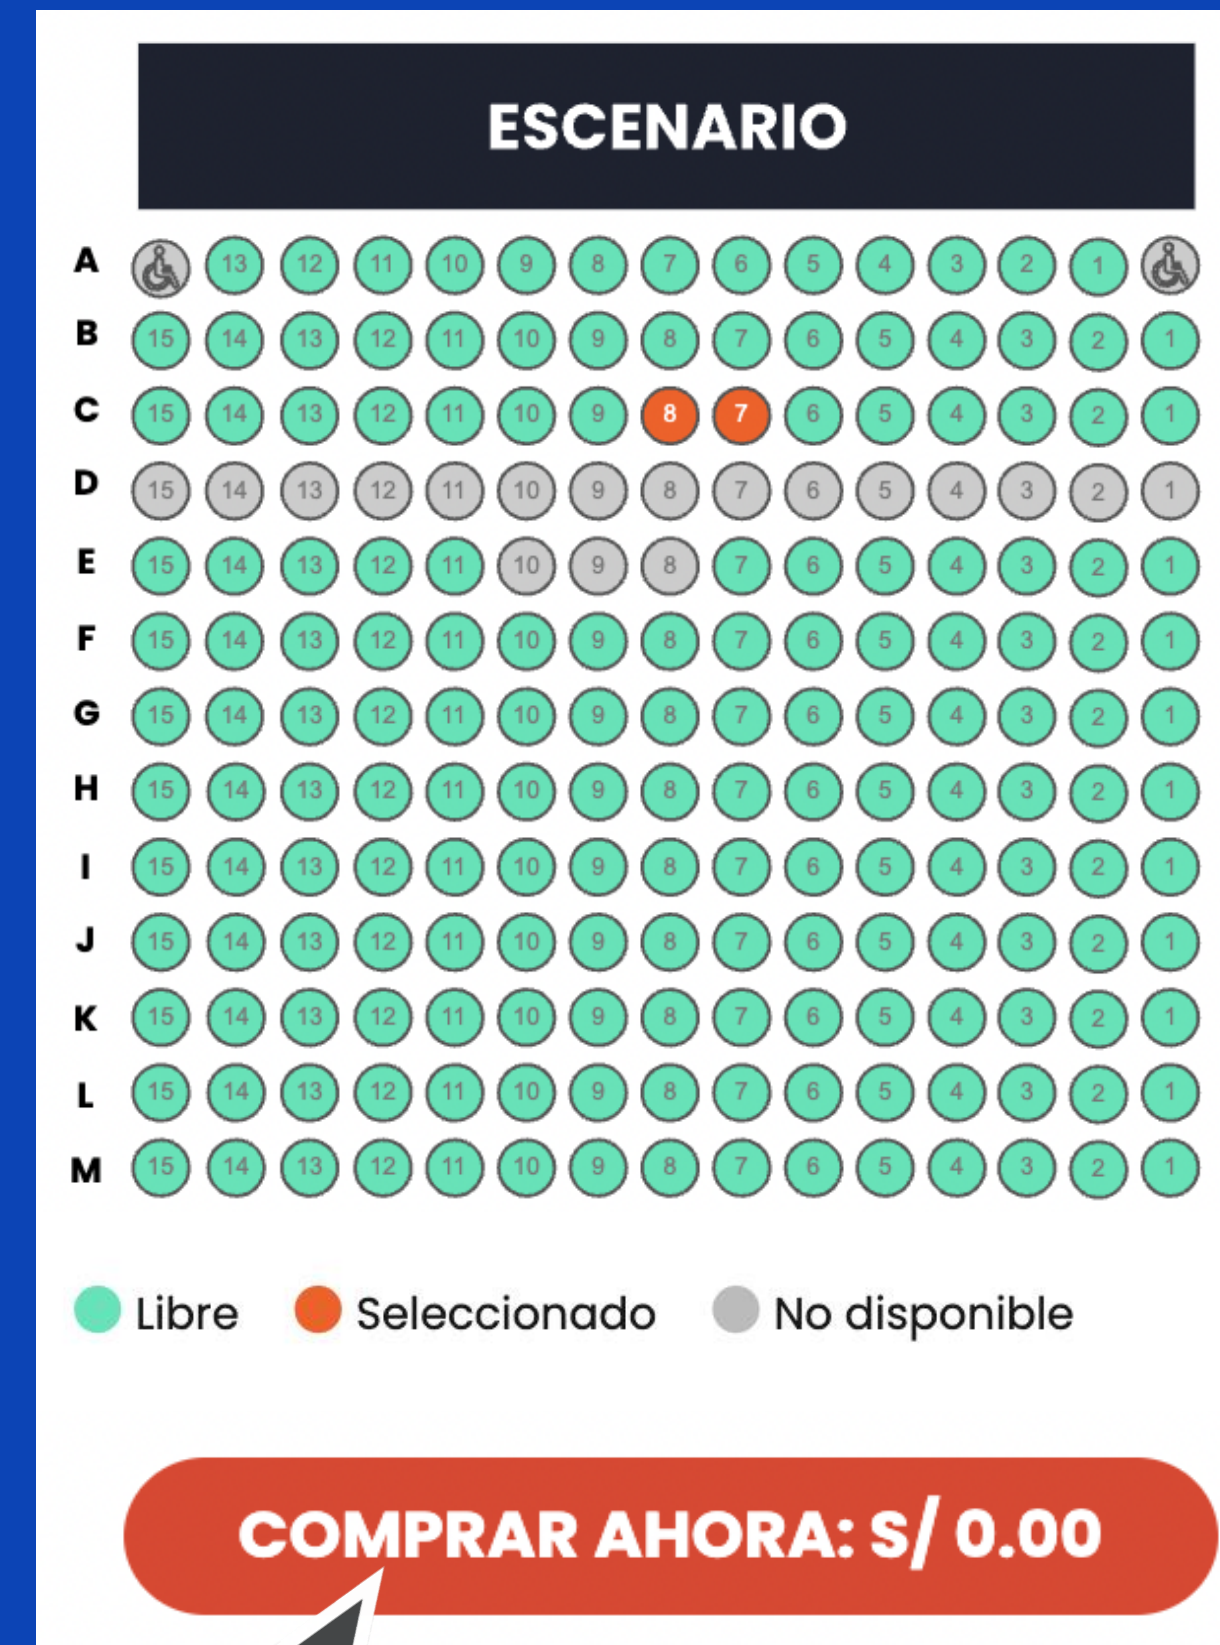 ESCENARIO
A 13 12 11 10 9 8 7 6 5 4 3 2 1
B 15 14 13 12 11 10 9 8 7 6 5 4 3 2 1
C 15 14 13 12 11 10 9 8 7 6 5 4 3 2 1
D 15 14 13 12 11 10 9 8 7 6 5 4 3 2 1
E 15 14 13 12 11 10 9 8 7 6 5 4 3 2 1
F 15 14 13 12 11 10 9 8 7 6 5 4 3 2 1
G 15 14 13 12 11 10 9 8 7 6 5 4 3 2 1
H 15 14 13 12 11 10 9 8 7 6 5 4 3 2 1
I 15 14 13 12 11 10 9 8 7 6 5 4 3 2 1
J 15 14 13 12 11 10 9 8 7 6 5 4 3 2 1
K 15 14 13 12 11 10 9 8 7 6 5 4 3 2 1
L 15 14 13 12 11 10 9 8 7 6 5 4 3 2 1
M 15 14 13 12 11 10 9 8 7 6 5 4 3 2 1
Libre Seleccionado No disponible
COMPRAR AHORA: S/ 0.00